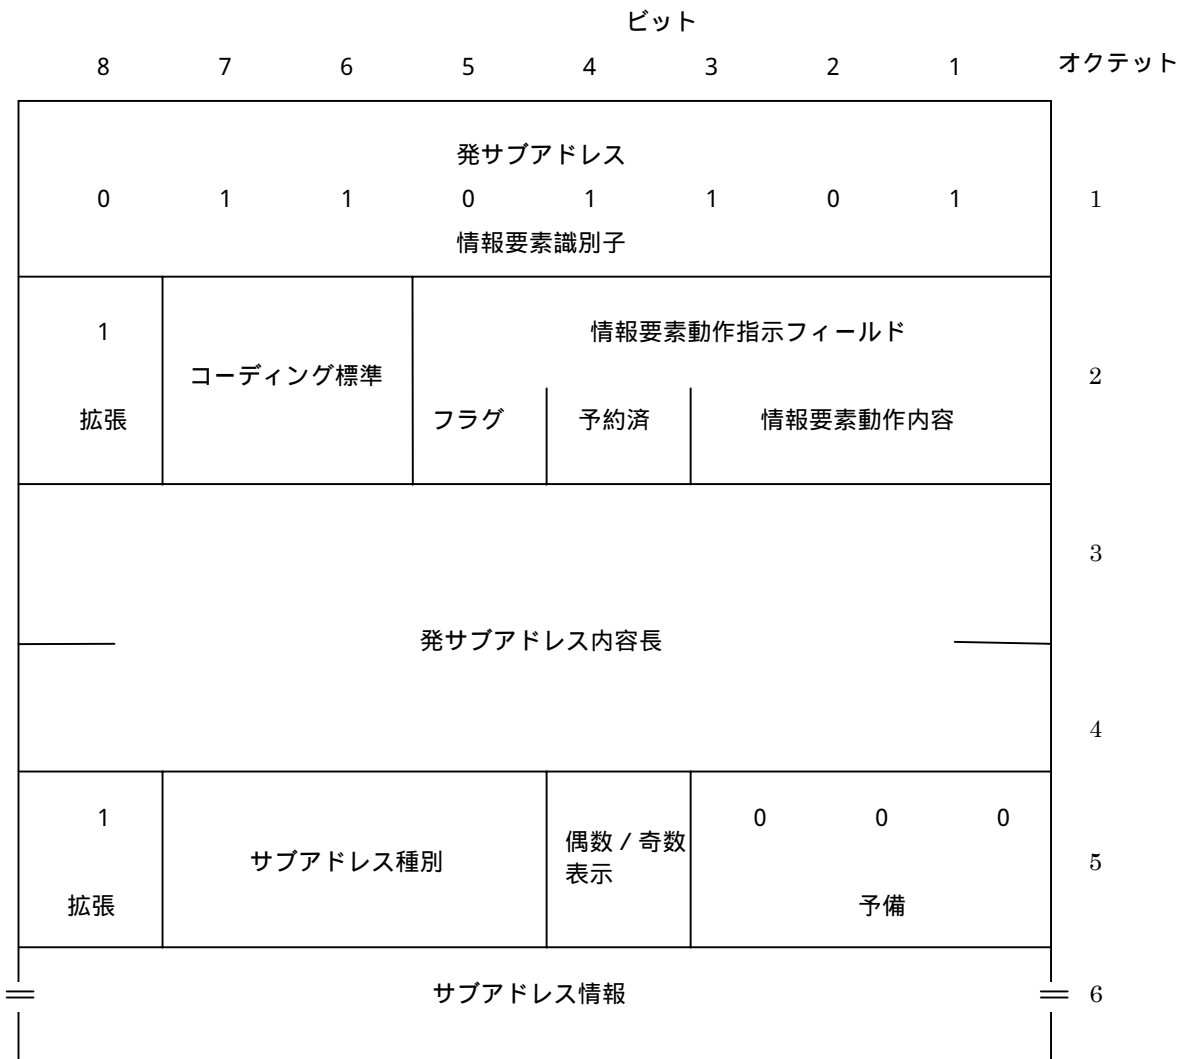 ビット
8 7 6 5 4 3 2 1 オクテット
発サブアドレス
0 1 1 0 1 1 0 1 1
情報要素識別子
1 情報要素動作指示フィールド
コーディング標準 2
拡張 フラグ 予約済 情報要素動作内容
3
発サブアドレス内容長
4
1 0 0 0
偶数/奇数
サブアドレス種別 5
表示
拡張 予備
サブアドレス情報 6